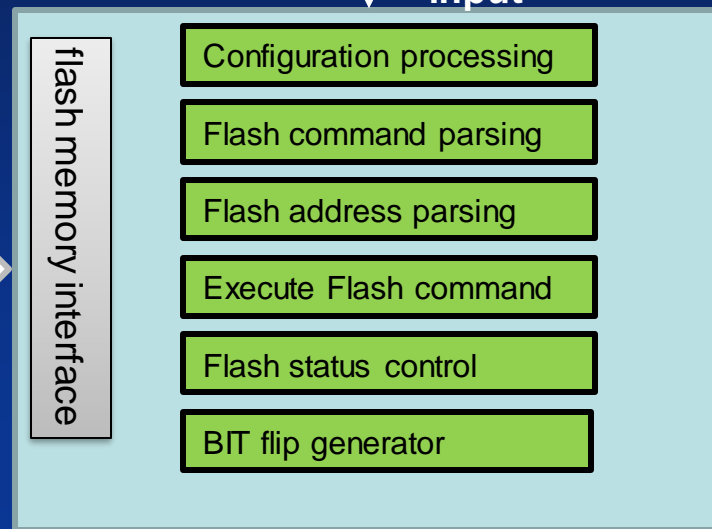 Input
flash memory interface
Configuration processing
Flash command parsing
Flash address parsing
Execute Flash command
Flash status control
BIT flip generator